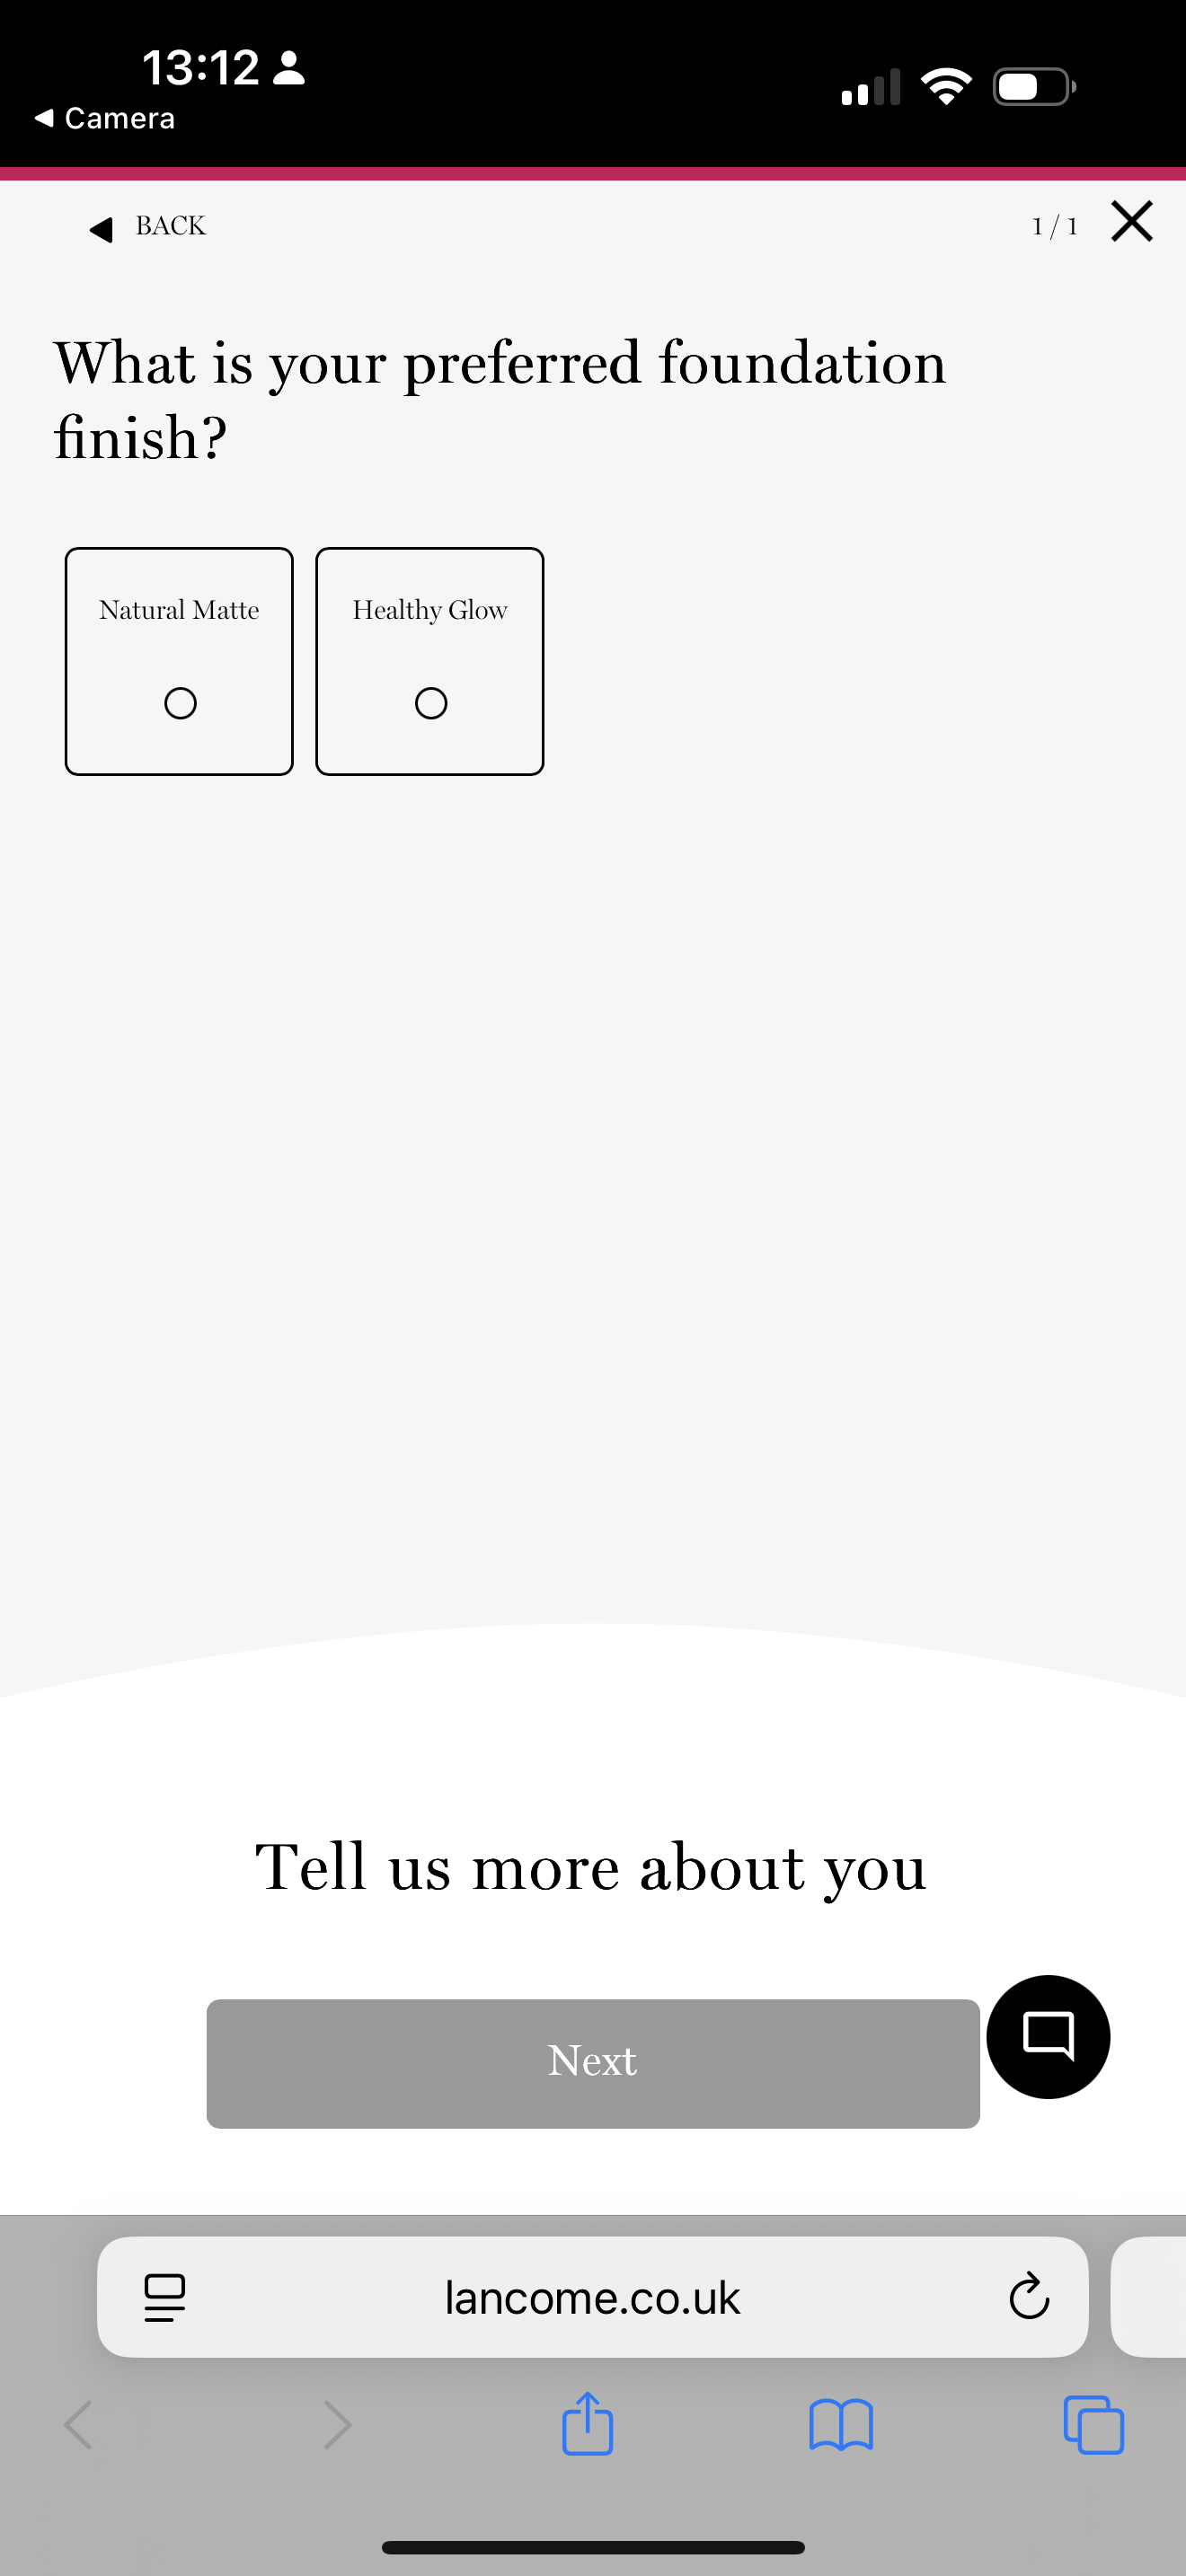 13:12
Camera
BACK
1 / 1
What is your preferred foundation
finish?
Natural Matte
Healthy Glow
Tell us more about you
Next
lancome.co.uk